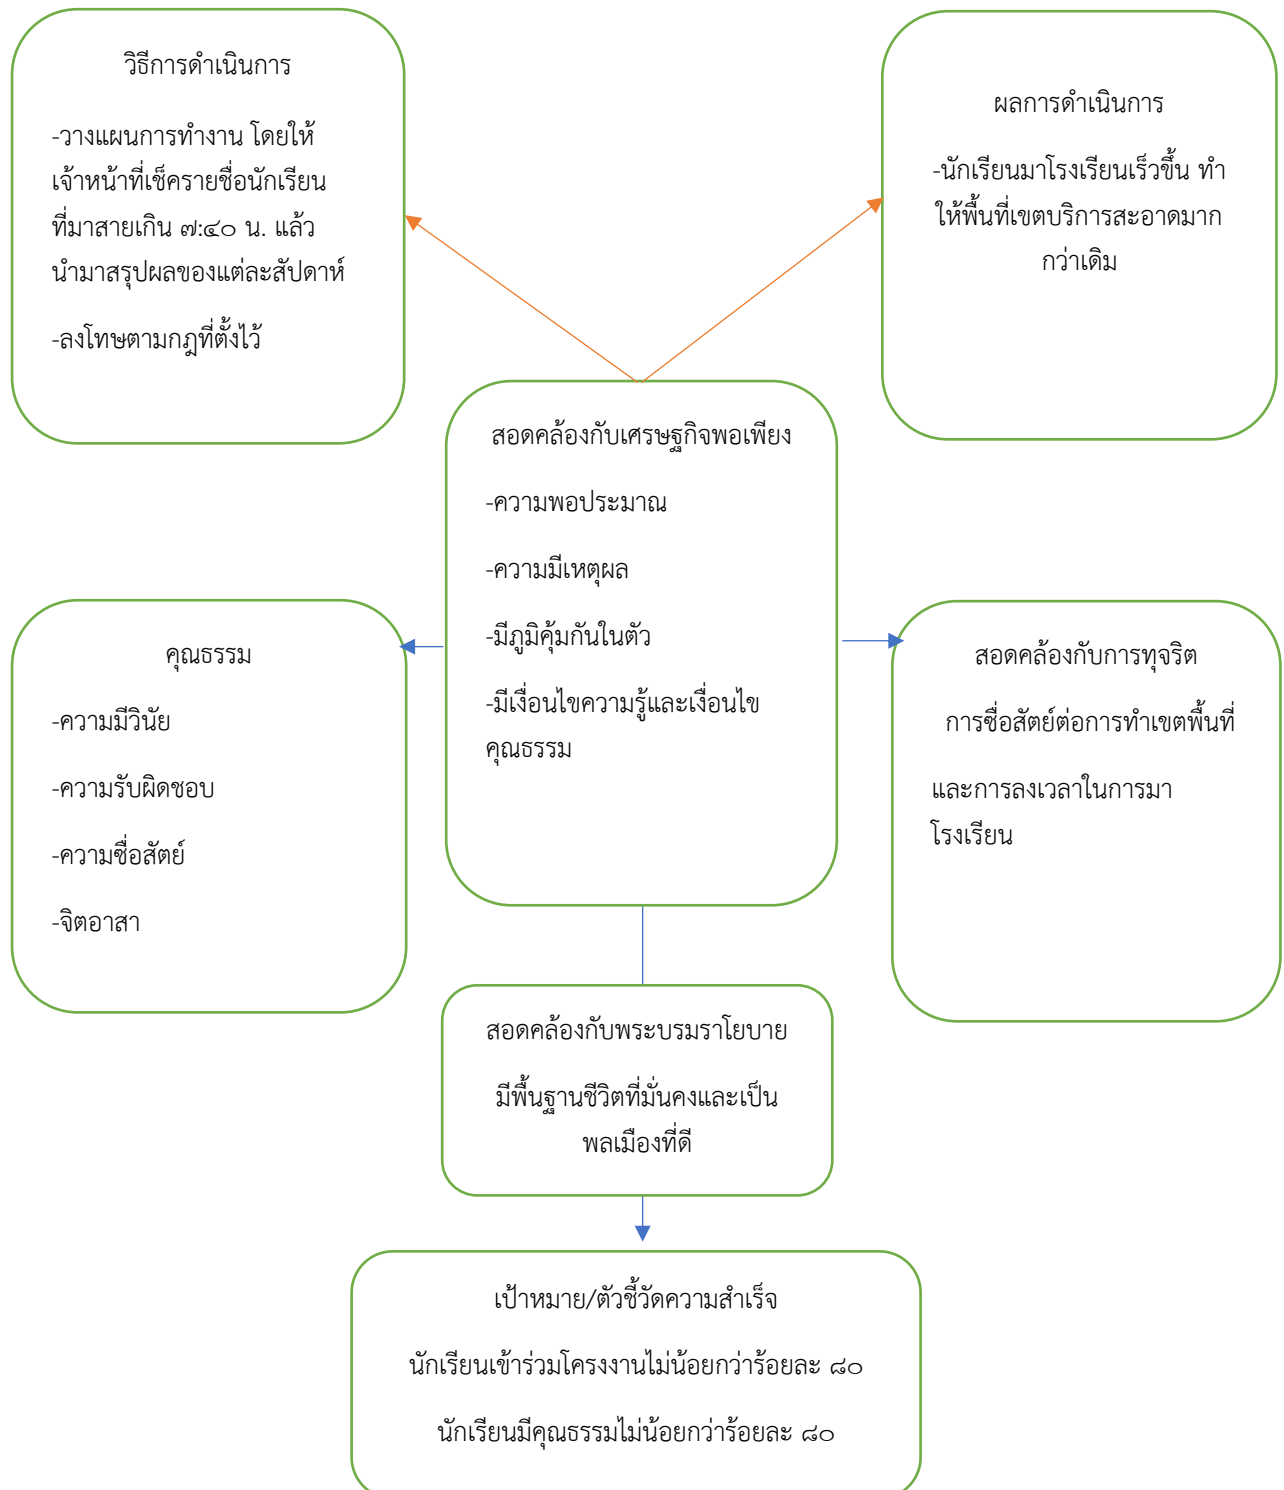 วิธีการดำเนินการ
-วางแผนการทำงาน โดยให้
เจ้าหน้าที่เช็ครายชื่อนักเรียน
ที่มาสายเกิน ๗:๔๐ น. แล้ว
นำมาสรุปผลของแต่ละสัปดาห์
-ลงโทษตามกฎที่ตั้งไว้
ผลการดำเนินการ
-นักเรียนมาโรงเรียนเร็วขึ้น ทำ
ให้พื้นที่เขตบริการสะอาดมาก
กว่าเดิม
สอดคล้องกับเศรษฐกิจพอเพียง
-ความพอประมาณ
-ความมีเหตุผล
-มีภูมิคุ้มกันในตัว
-มีเงื่อนไขความรู้และเงื่อนไข
คุณธรรม
คุณธรรม
-ความมีวินัย
-ความรับผิดชอบ
-ความซื่อสัตย์
-จิตอาสา
สอดคล้องกับการทุจริต
การซื่อสัตย์ต่อการทำเขตพื้นที่
และการลงเวลาในการมา
โรงเรียน
สอดคล้องกับพระบรมราโยบาย
มีพื้นฐานชีวิตที่มั่นคงและเป็น
พลเมืองที่ดี
เป้าหมาย/ตัวชี้วัดความสำเร็จ
นักเรียนเข้าร่วมโครงงานไม่น้อยกว่าร้อยละ ๘๐
นักเรียนมีคุณธรรมไม่น้อยกว่าร้อยละ ๘๐